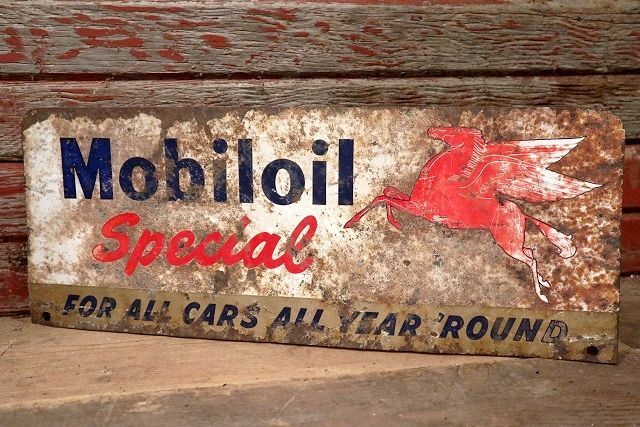 Mobiloil
Special
FOR ALL CARS ALL YEAR 'ROUND